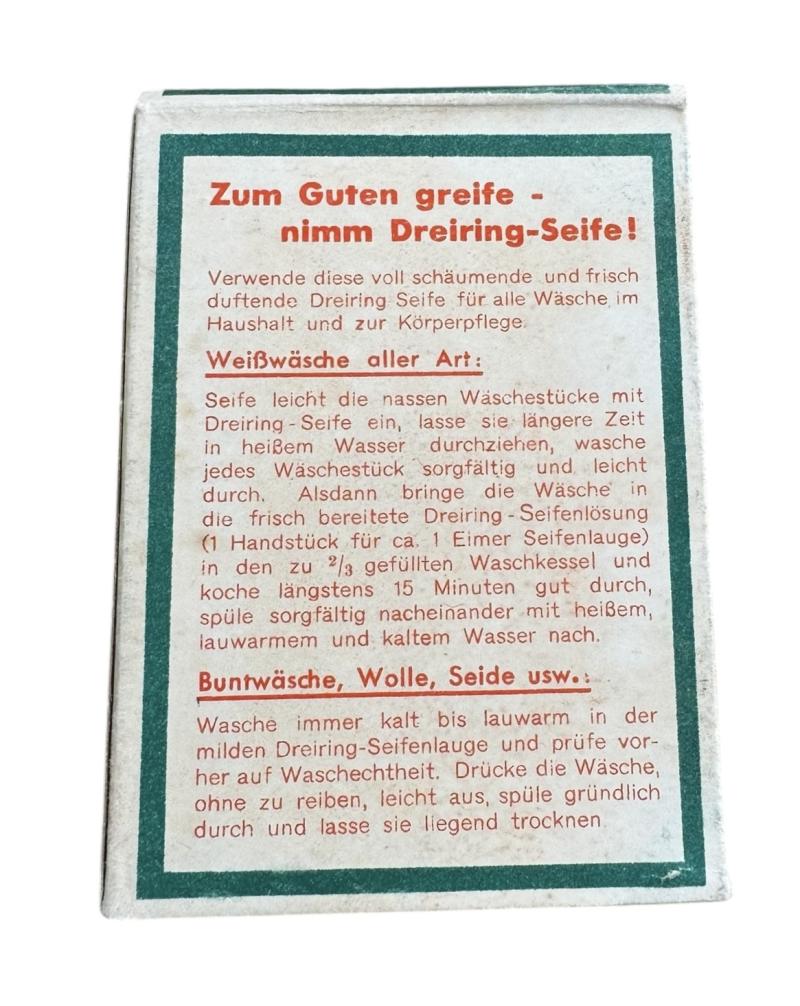 Zum Guten greife -
nimm Dreiring-Seife!
Verwende diese voll schäumende und frisch
duftende Dreiring Seife für alle Wäsche im
Haushalt und zur Körperpflege.
Weißwäsche aller Art:
Seife leicht die nassen Wäschestücke mit
Dreiring-Seife ein, lasse sie längere Zeit
in heißem Wasser durchziehen, wasche
jedes Wäschestück sorgfältig und leicht
durch. Alsdann bringe die Wäsche in
die frisch bereitete Dreiring-Seifenlösung
(1 Handstück für ca. 1 Eimer Seifenlauge)
in den zu 2/3 gefüllten Waschkessel und
koche längstens 15 Minuten gut durch,
spüle sorgfältig nacheinander mit heißem,
lauwarmem und kaltem Wasser nach.
Buntwäsche, Wolle, Seide usw.:
Wasche immer kalt bis lauwarm in der
milden Dreiring-Seifenlauge und prüfe vor-
her auf Waschechtheit. Drücke die Wäsche,
ohne zu reiben, leicht aus, spüle gründlich
durch und lasse sie liegend trocknen.